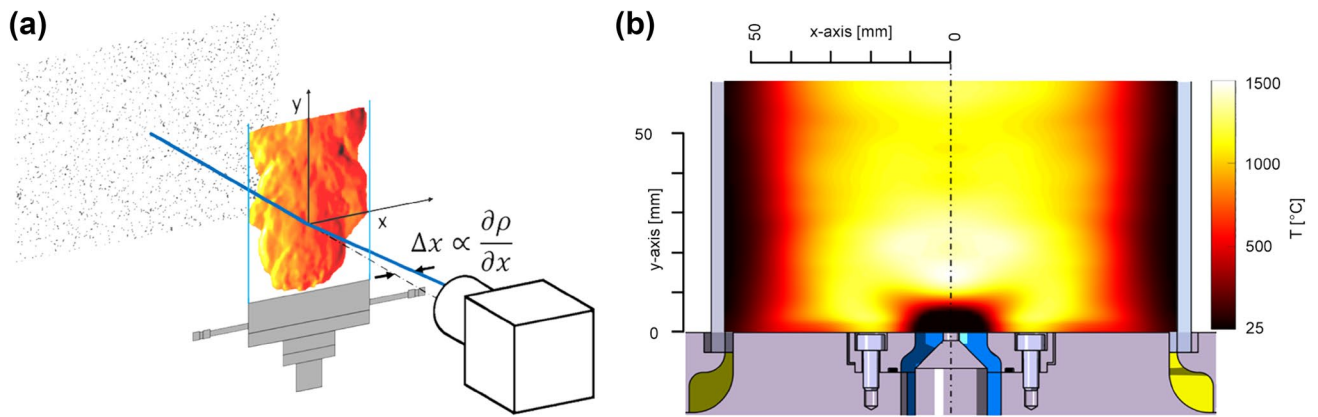 (a)
y
x
Δx ∝ ∂ρ/∂x
(b)
x-axis [mm]
50
0
y-axis [mm]
50
0
1500
1000
500
25
T [°C]